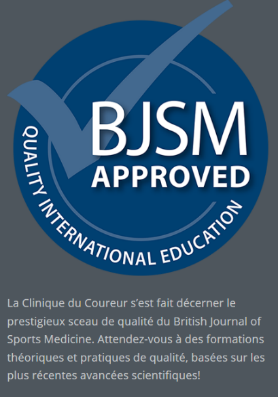 BJSM
APPROVED
QUALITY INTERNATIONAL EDUCATION
La Clinique du Coureur s'est fait décerner le
prestigieux sceau de qualité du British Journal of
Sports Medicine. Attendez-vous à des formations
théoriques et pratiques de qualité, basées sur les
plus récentes avancées scientifiques!